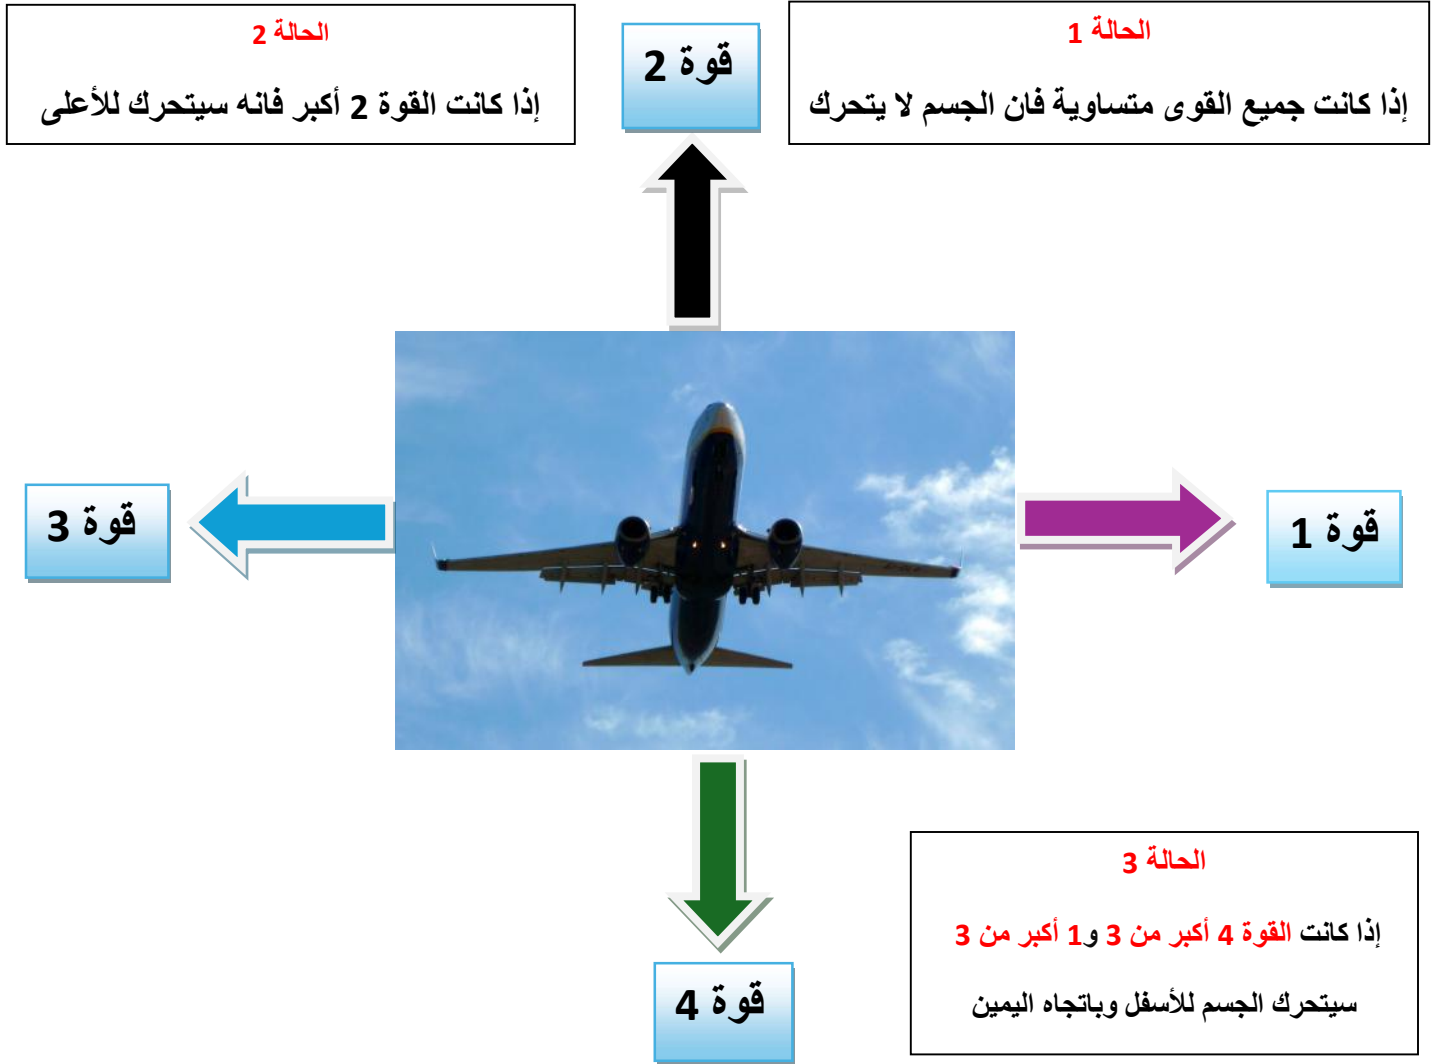 الحالة 1
إذا كانت جميع القوى متساوية فان الجسم لا يتحرك
قوة 2
الحالة 2
إذا كانت القوة 2 أكبر فانه سيتحرك للأعلى
قوة 1
قوة 3
الحالة 3
إذا كانت القوة 4 أكبر من 3 و1 أكبر من 3
سيتحرك الجسم للأسفل وباتجاه اليمين
قوة 4